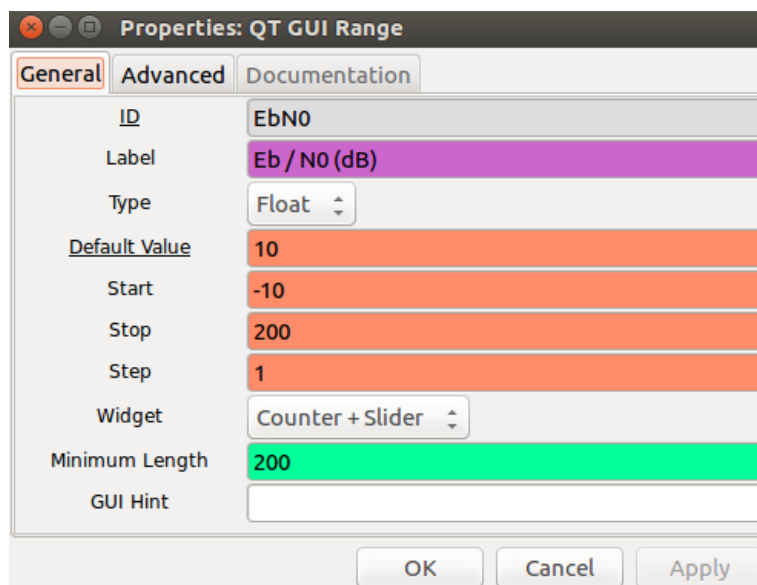 Properties: QT GUI Range
General Advanced Documentation
ID EbN0
Label Eb / N0 (dB)
Type Float
Default Value 10
Start -10
Stop 200
Step 1
Widget Counter + Slider
Minimum Length 200
GUI Hint
OK Cancel Apply